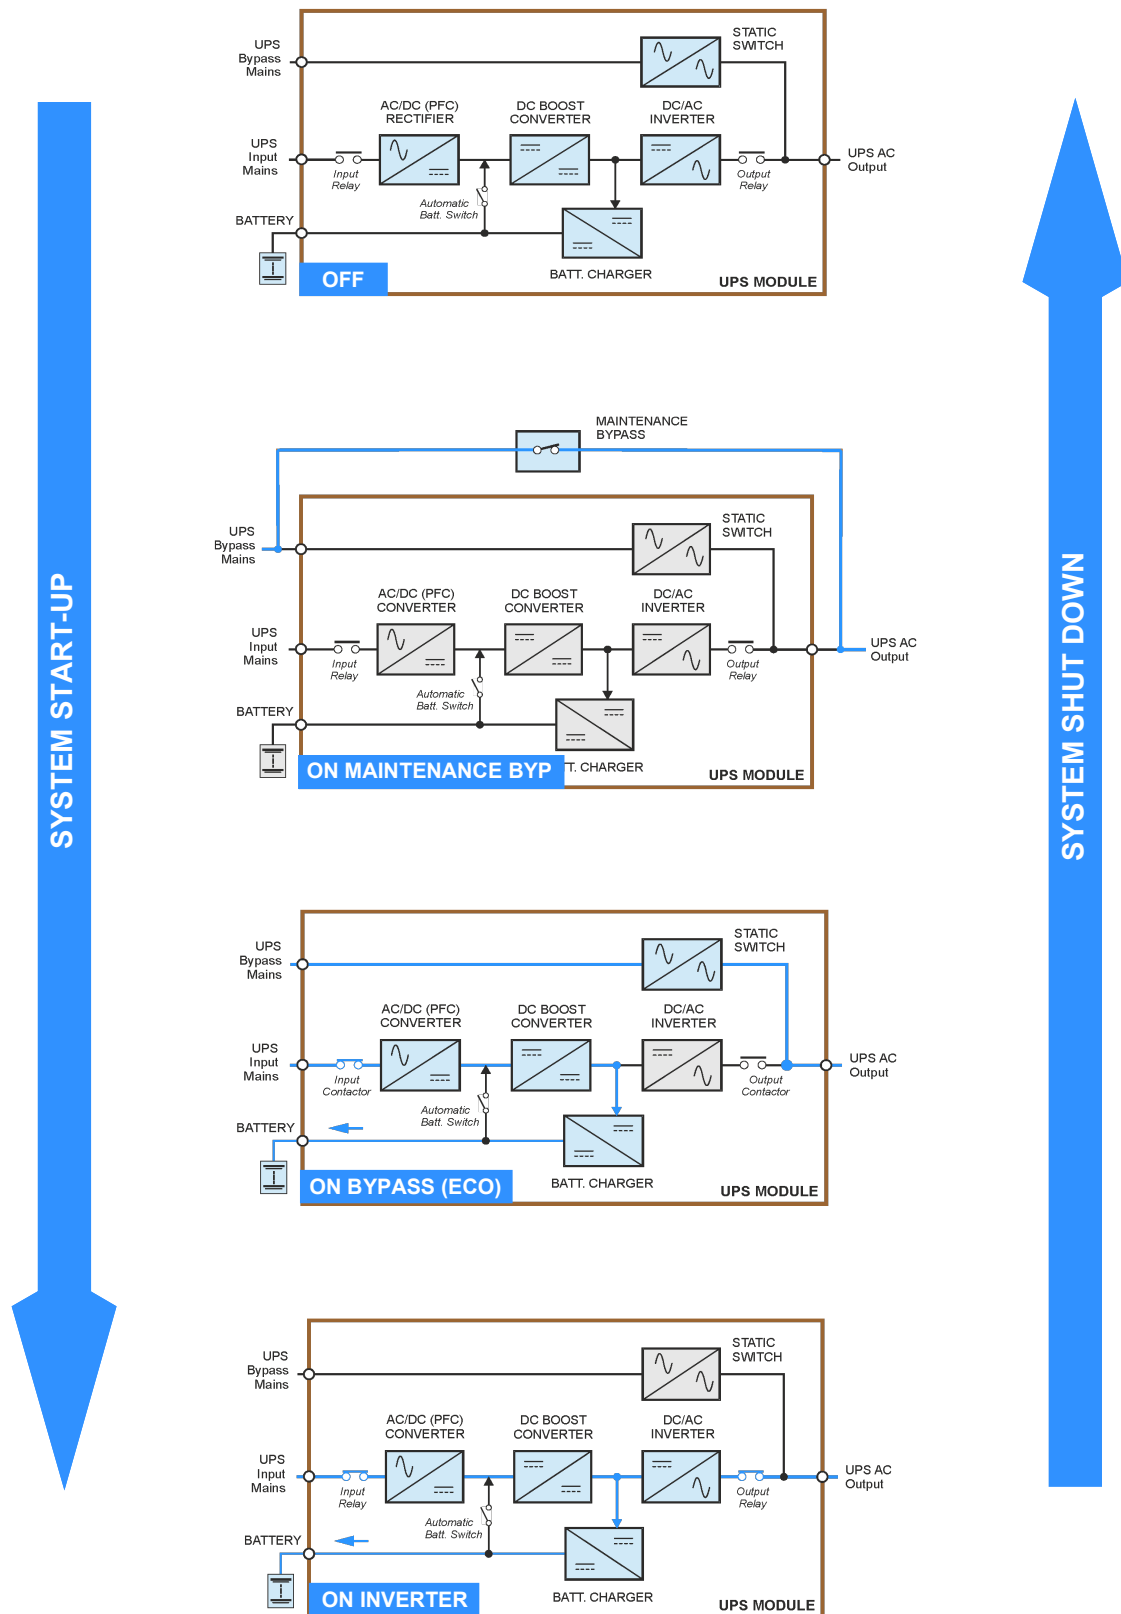 SYSTEM START-UP
SYSTEM SHUT DOWN
UPS
Bypass
Mains
STATIC
SWITCH
AC/DC (PFC)
RECTIFIER
DC BOOST
CONVERTER
DC/AC
INVERTER
UPS
Input
Mains
Input
Relay
Automatic
Batt. Switch
Output
Relay
UPS AC
Output
BATTERY
BATT. CHARGER
OFF
UPS MODULE
MAINTENANCE
BYPASS
UPS
Bypass
Mains
STATIC
SWITCH
AC/DC (PFC)
CONVERTER
DC BOOST
CONVERTER
DC/AC
INVERTER
UPS
Input
Mains
Input
Relay
Automatic
Batt. Switch
Output
Relay
UPS AC
Output
BATTERY
ON MAINTENANCE BYP
TT. CHARGER
UPS MODULE
UPS
Bypass
Mains
STATIC
SWITCH
AC/DC (PFC)
CONVERTER
DC BOOST
CONVERTER
DC/AC
INVERTER
UPS
Input
Mains
Input
Contactor
Automatic
Batt. Switch
Output
Contactor
UPS AC
Output
BATTERY
BATT. CHARGER
ON BYPASS (ECO)
UPS MODULE
UPS
Bypass
Mains
STATIC
SWITCH
AC/DC (PFC)
CONVERTER
DC BOOST
CONVERTER
DC/AC
INVERTER
UPS
Input
Mains
Input
Relay
Automatic
Batt. Switch
Output
Relay
UPS AC
Output
BATTERY
BATT. CHARGER
ON INVERTER
UPS MODULE